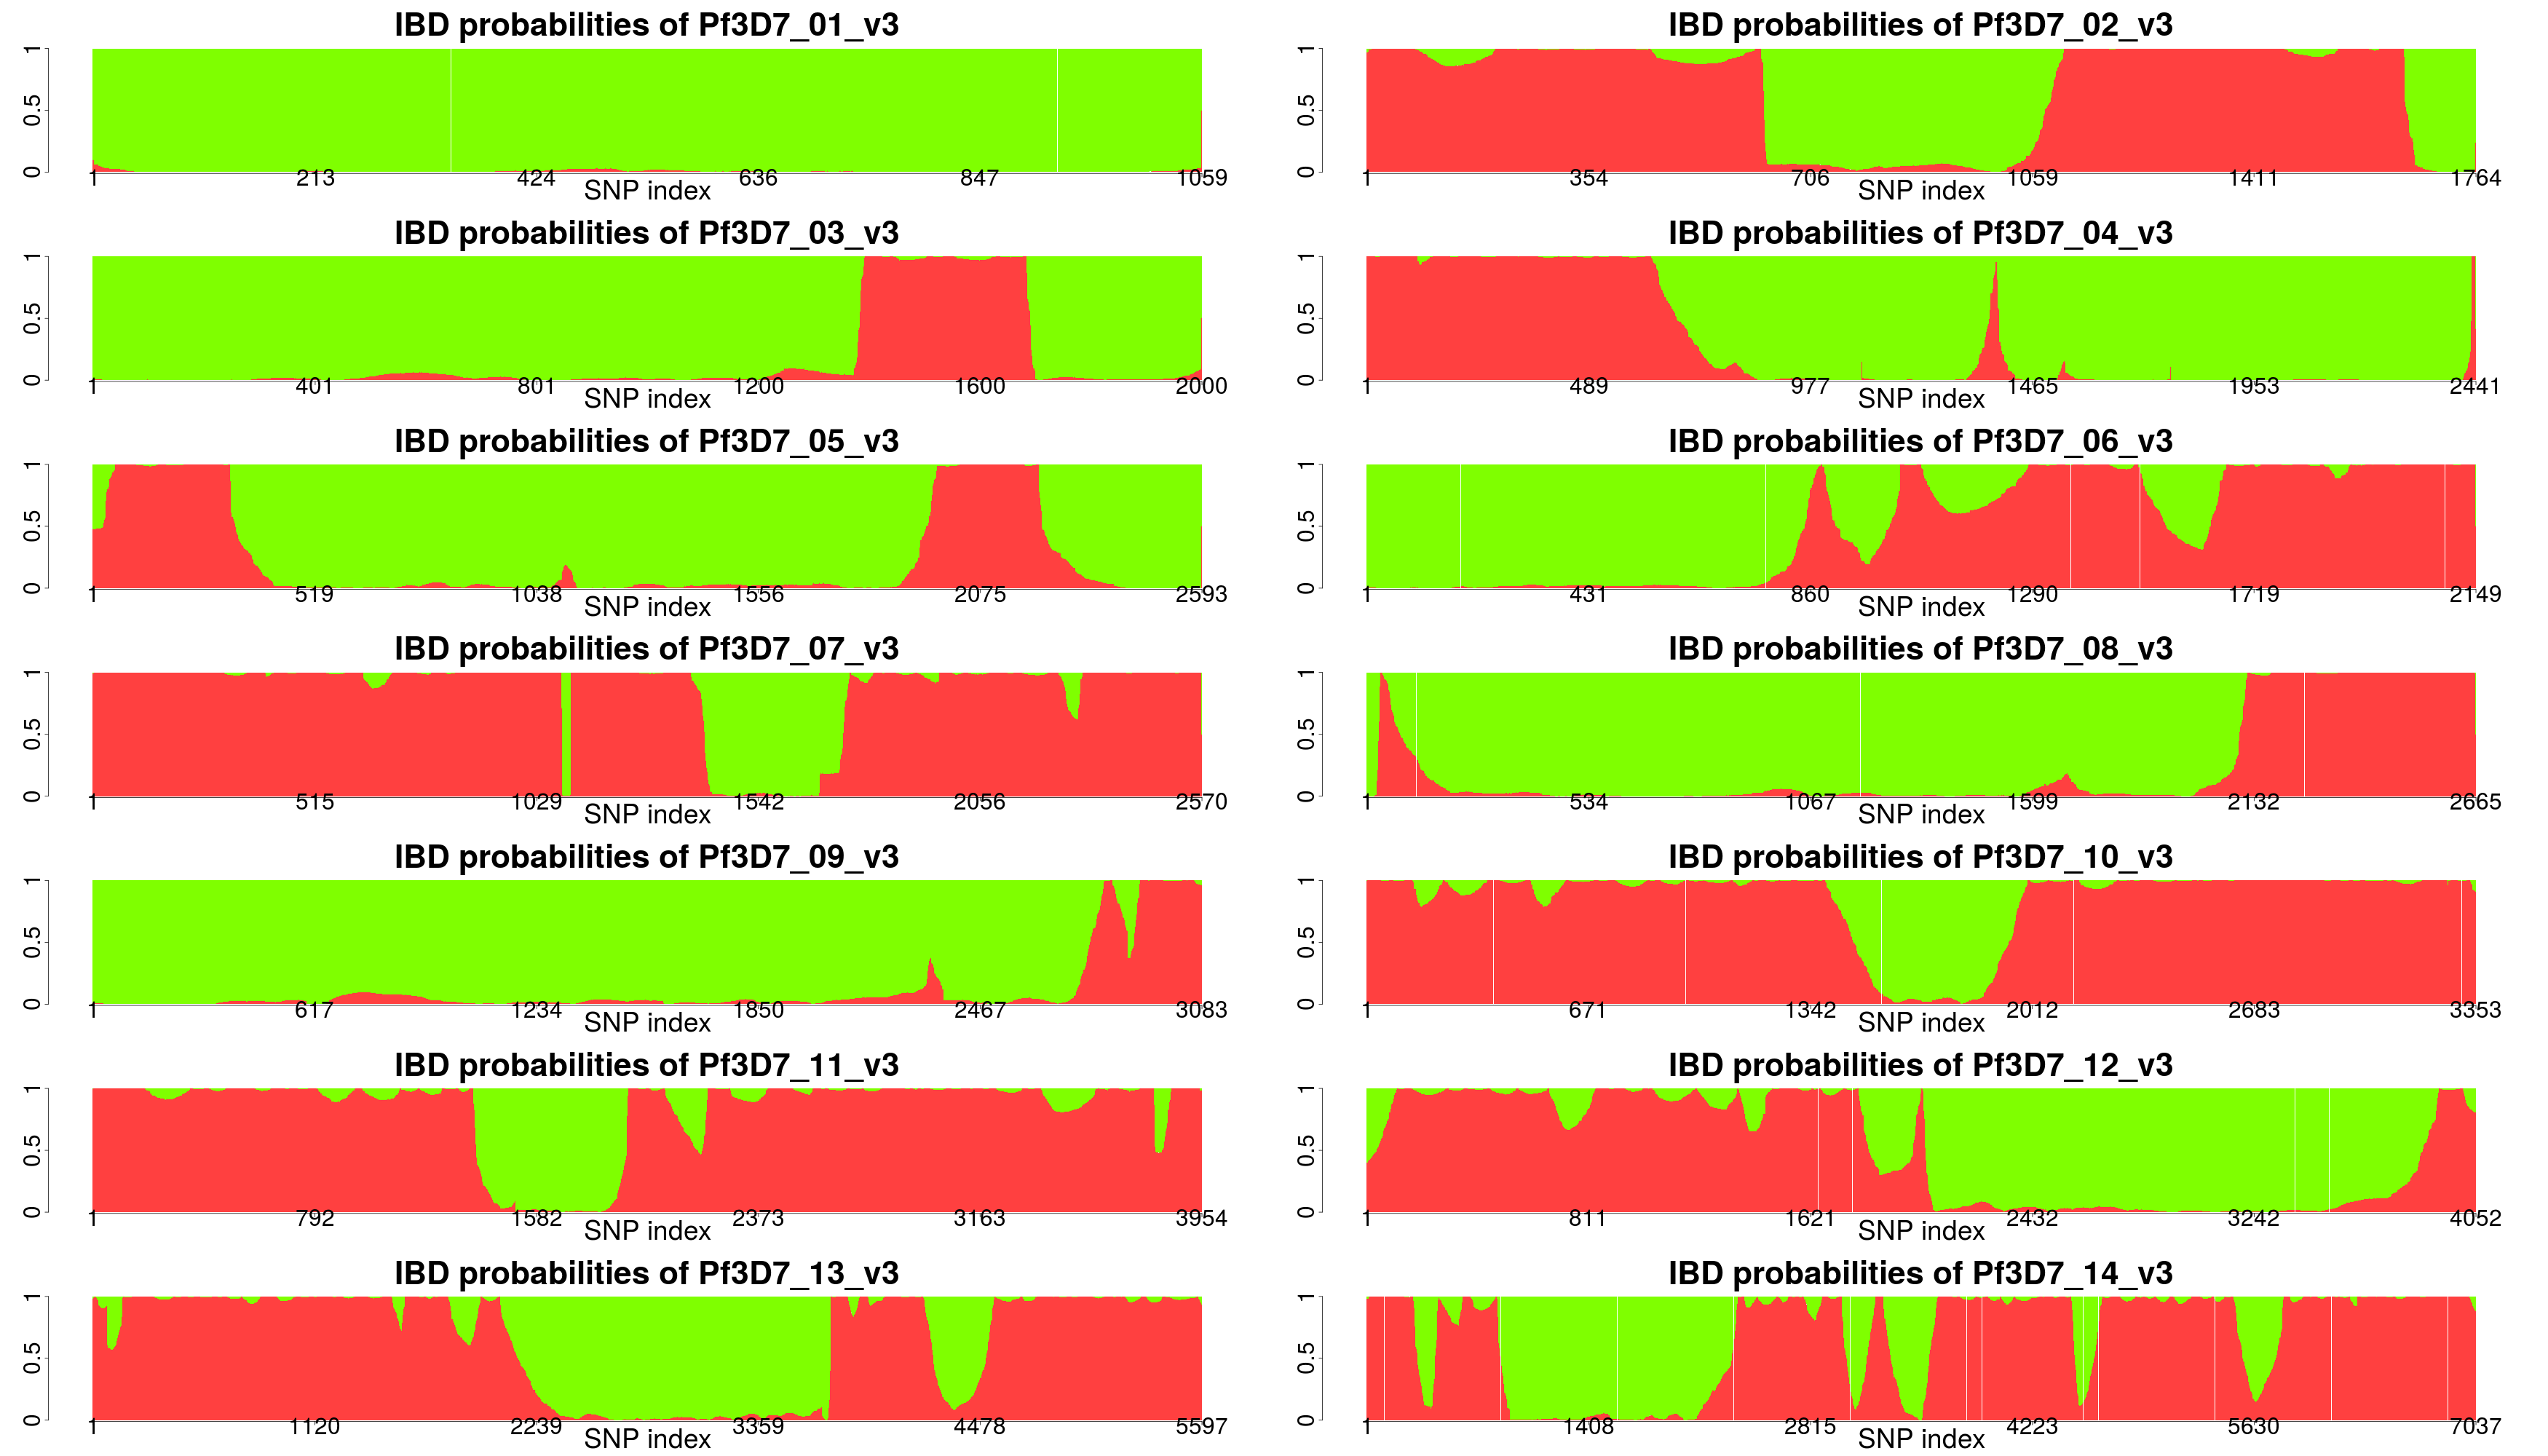 IBD probabilities of Pf3D7_01_v3
0 0.5 1
1 213 424 636 847 1059
SNP index
IBD probabilities of Pf3D7_02_v3
0 0.5 1
1 354 706 1059 1411 1764
SNP index
IBD probabilities of Pf3D7_03_v3
0 0.5 1
1 401 801 1200 1600 2000
SNP index
IBD probabilities of Pf3D7_04_v3
0 0.5 1
1 489 977 1465 1953 2441
SNP index
IBD probabilities of Pf3D7_05_v3
0 0.5 1
1 519 1038 1556 2075 2593
SNP index
IBD probabilities of Pf3D7_06_v3
0 0.5 1
1 431 860 1290 1719 2149
SNP index
IBD probabilities of Pf3D7_07_v3
0 0.5 1
1 515 1029 1542 2056 2570
SNP index
IBD probabilities of Pf3D7_08_v3
0 0.5 1
1 534 1067 1599 2132 2665
SNP index
IBD probabilities of Pf3D7_09_v3
0 0.5 1
1 617 1234 1850 2467 3083
SNP index
IBD probabilities of Pf3D7_10_v3
0 0.5 1
1 671 1342 2012 2683 3353
SNP index
IBD probabilities of Pf3D7_11_v3
0 0.5 1
1 792 1582 2373 3163 3954
SNP index
IBD probabilities of Pf3D7_12_v3
0 0.5 1
1 811 1621 2432 3242 4052
SNP index
IBD probabilities of Pf3D7_13_v3
0 0.5 1
1 1120 2239 3359 4478 5597
SNP index
IBD probabilities of Pf3D7_14_v3
0 0.5 1
1 1408 2815 4223 5630 7037
SNP index